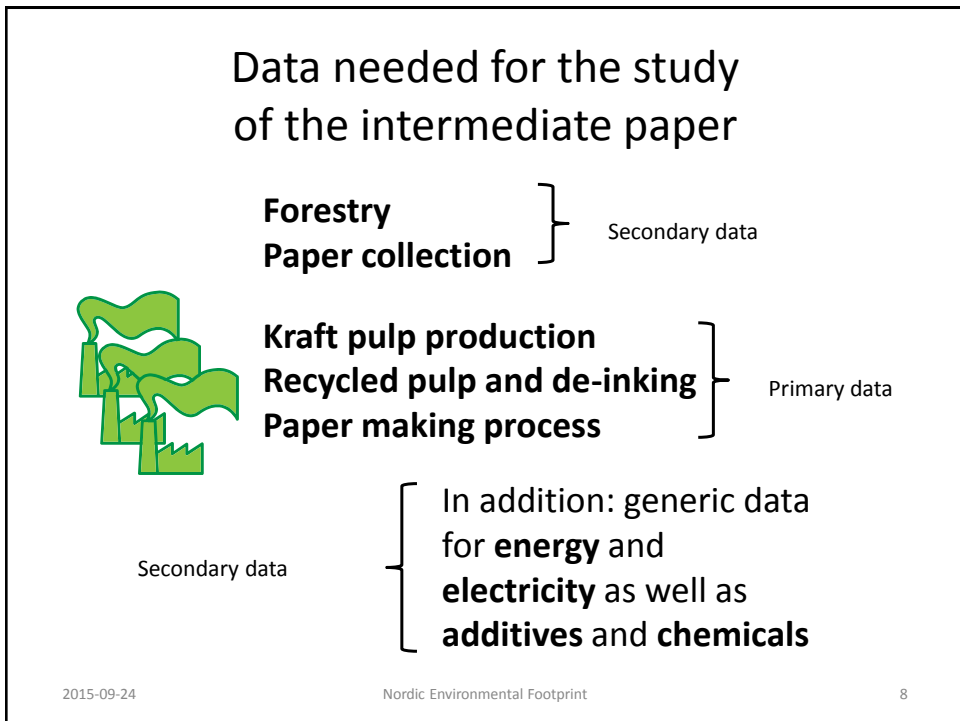 Data needed for the study
of the intermediate paper
Forestry
Paper collection
Secondary data
Kraft pulp production
Recycled pulp and de-inking
Paper making process
Primary data
In addition: generic data
for energy and
electricity as well as
additives and chemicals
Secondary data
2015-09-24
Nordic Environmental Footprint
8